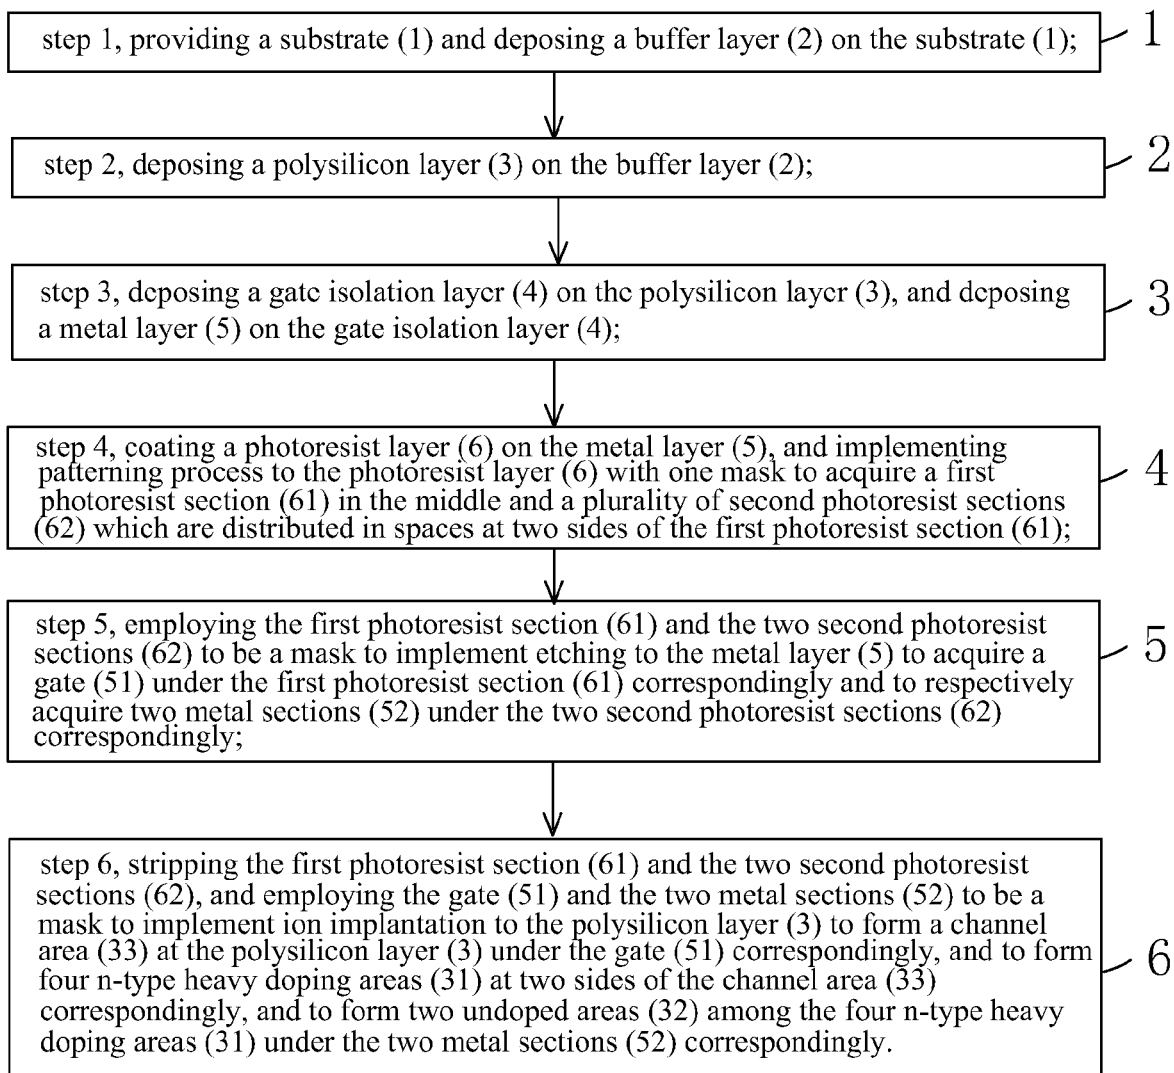 step 1, providing a substrate (1) and deposing a buffer layer (2) on the substrate (1);
1
step 2, deposing a polysilicon layer (3) on the buffer layer (2);
2
step 3, deposing a gate isolation layer (4) on the polysilicon layer (3), and deposing
a metal layer (5) on the gate isolation layer (4);
3
step 4, coating a photoresist layer (6) on the metal layer (5), and implementing
patterning process to the photoresist layer (6) with one mask to acquire a first
photoresist section (61) in the middle and a plurality of second photoresist sections
(62) which are distributed in spaces at two sides of the first photoresist section (61);
4
step 5, employing the first photoresist section (61) and the two second photoresist
sections (62) to be a mask to implement etching to the metal layer (5) to acquire a
gate (51) under the first photoresist section (61) correspondingly and to respectively
acquire two metal sections (52) under the two second photoresist sections (62)
correspondingly;
5
step 6, stripping the first photoresist section (61) and the two second photoresist
sections (62), and employing the gate (51) and the two metal sections (52) to be a
mask to implement ion implantation to the polysilicon layer (3) to form a channel
area (33) at the polysilicon layer (3) under the gate (51) correspondingly, and to form
four n-type heavy doping areas (31) at two sides of the channel area (33)
correspondingly, and to form two undoped areas (32) among the four n-type heavy
doping areas (31) under the two metal sections (52) correspondingly.
6